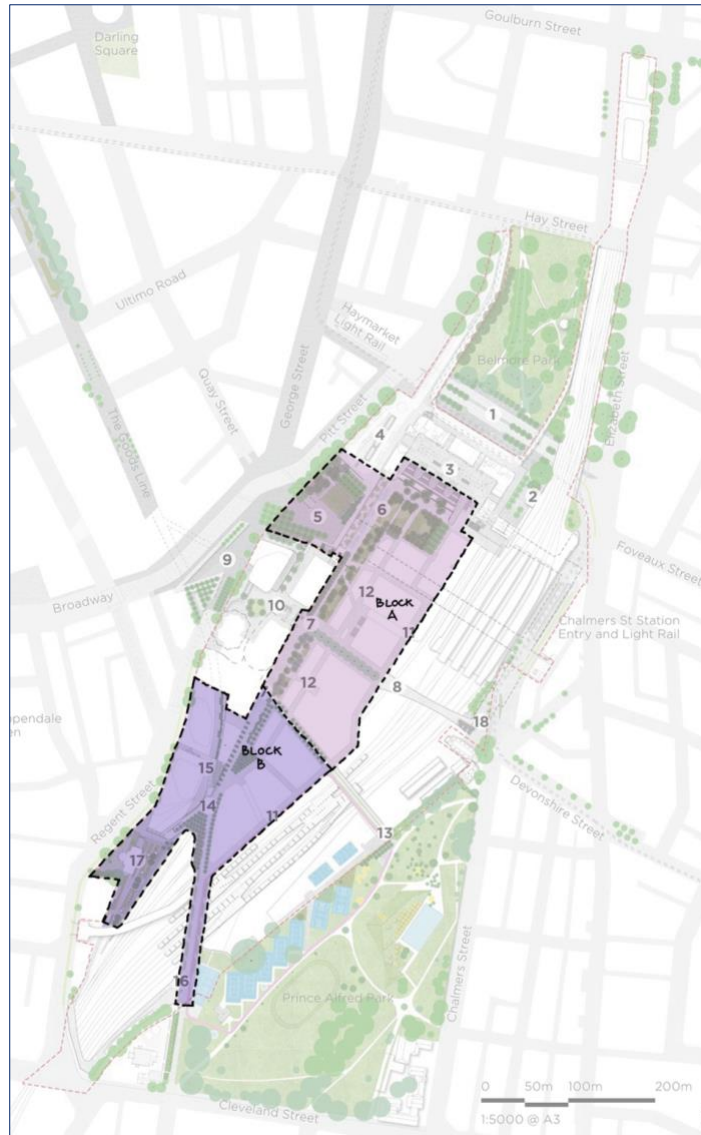 Goulburn Street
Darling
Square
Hay Street
Ultimo Road
Haymarket
Light Rail
Belmore Park
Quay Street
George Street
Pitt Street
Elizabeth Street
The Goods Line
1
4
3
2
6
5
9
Foveaux Street
12
BLOCK
A
Broadway
10
7
11
Chalmers St Station
Entry and Light Rail
12
8
18
ppendale
en
BLOCK
B
15
Devonshire Street
Regent Street
14
11
13
17
16
Prince Alfred Park
Chalmers Street
Cleveland Street
0 50m 100m 200m
1:5000 @ A3